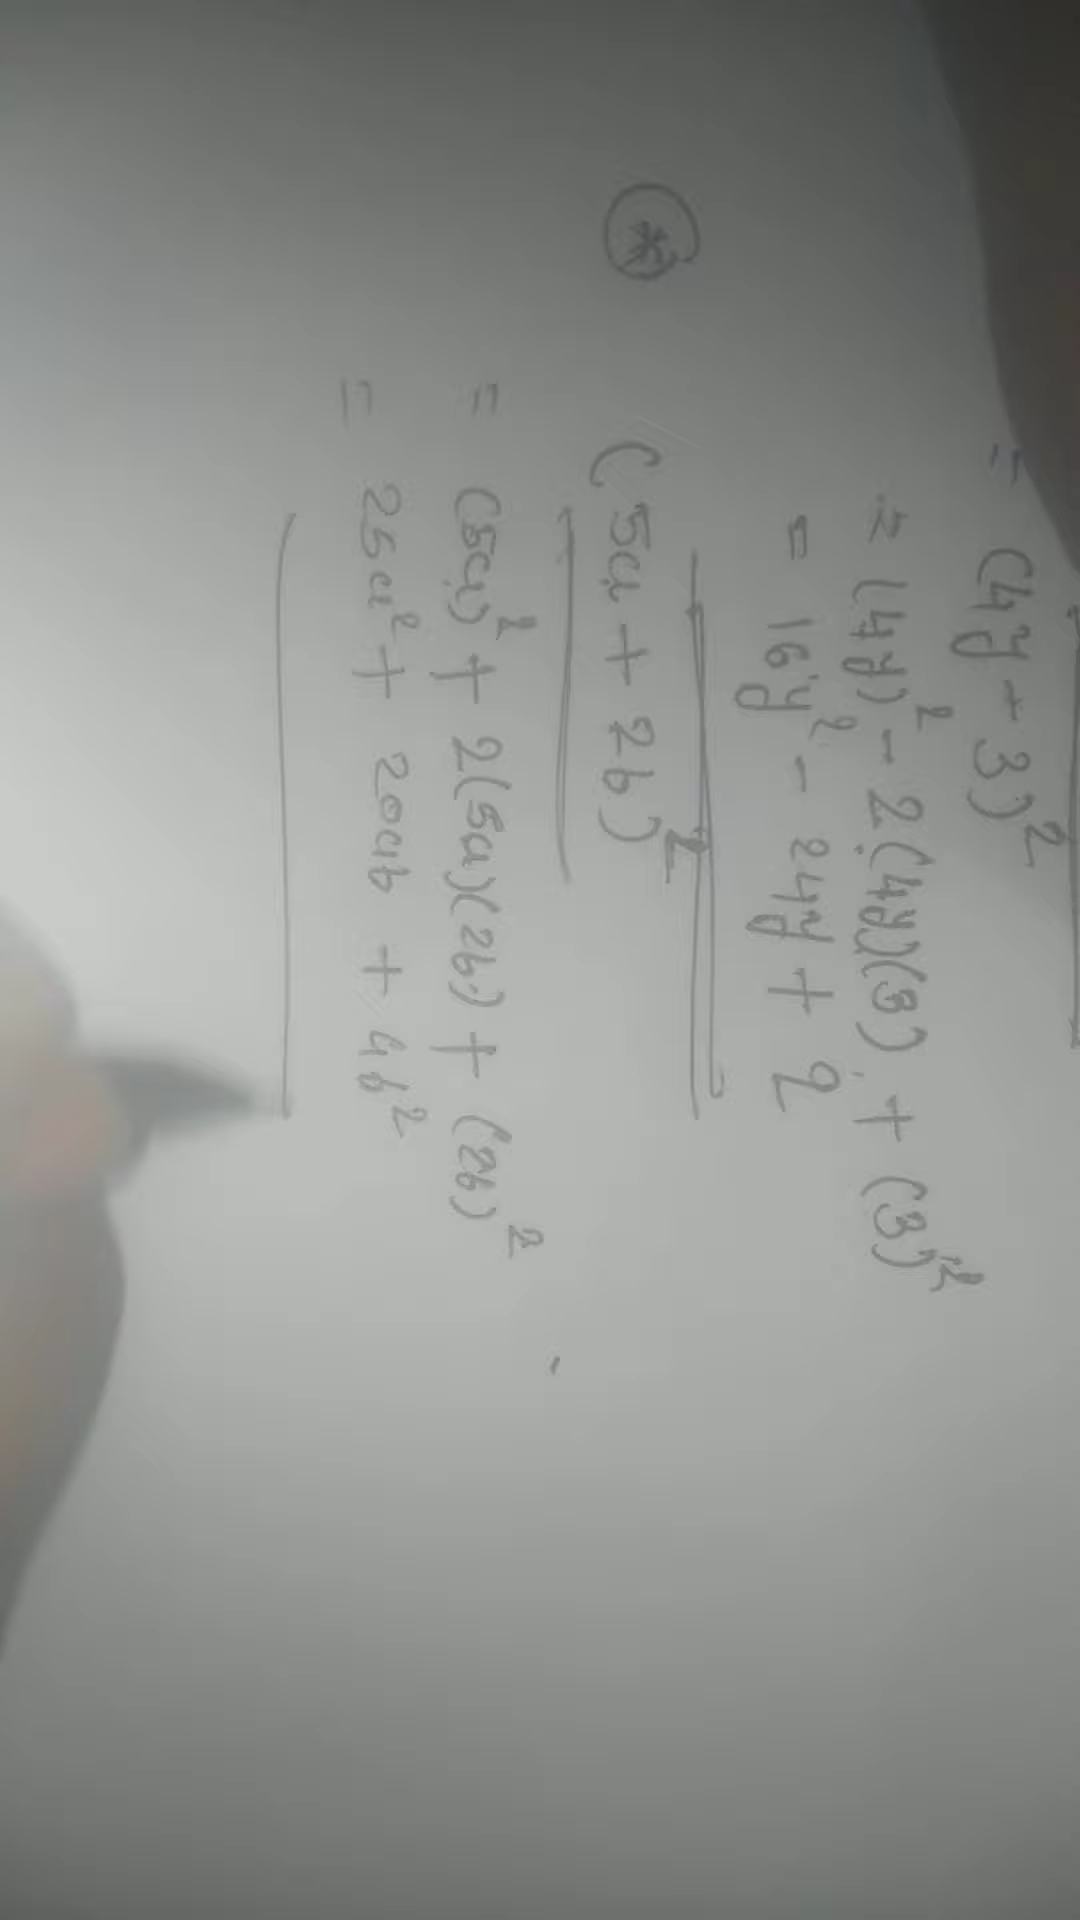 = (4y - 3)²
= (4y)² - 2(4y)(3) + (3)²
= 16y² - 24y + 9
* (5a + 2b)²
= (5a)² + 2(5a)(2b) + (2b)²
= 25a² + 20ab + 4b²